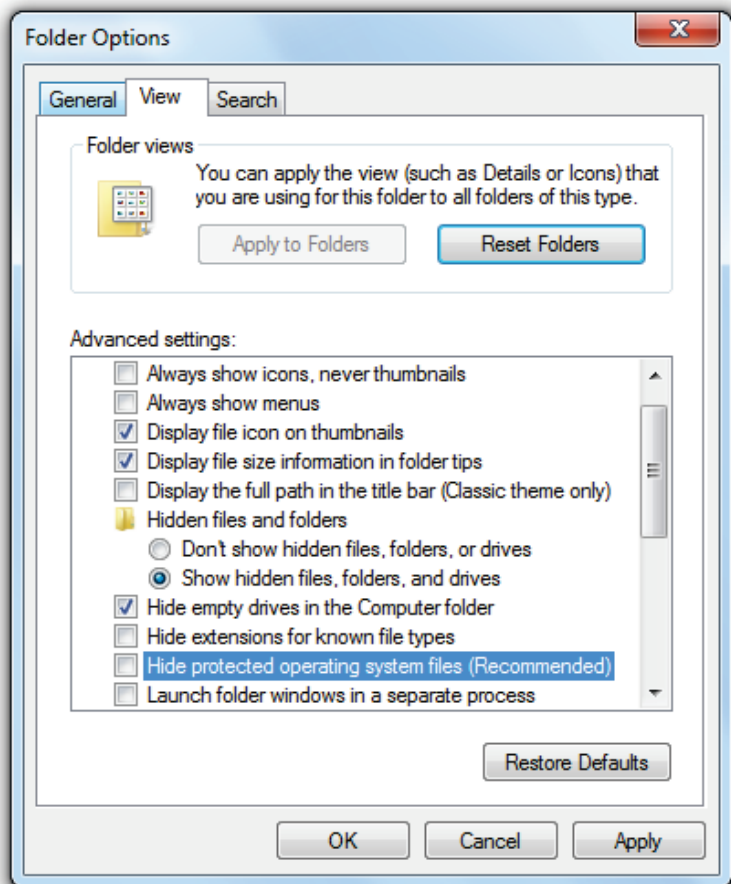 Folder Options
General View Search
Folder views
You can apply the view (such as Details or Icons) that
you are using for this folder to all folders of this type.
Apply to Folders Reset Folders
Advanced settings:
Always show icons, never thumbnails
Always show menus
Display file icon on thumbnails
Display file size information in folder tips
Display the full path in the title bar (Classic theme only)
Hidden files and folders
Don't show hidden files, folders, or drives
Show hidden files, folders, and drives
Hide empty drives in the Computer folder
Hide extensions for known file types
Hide protected operating system files (Recommended)
Launch folder windows in a separate process
Restore Defaults
OK Cancel Apply